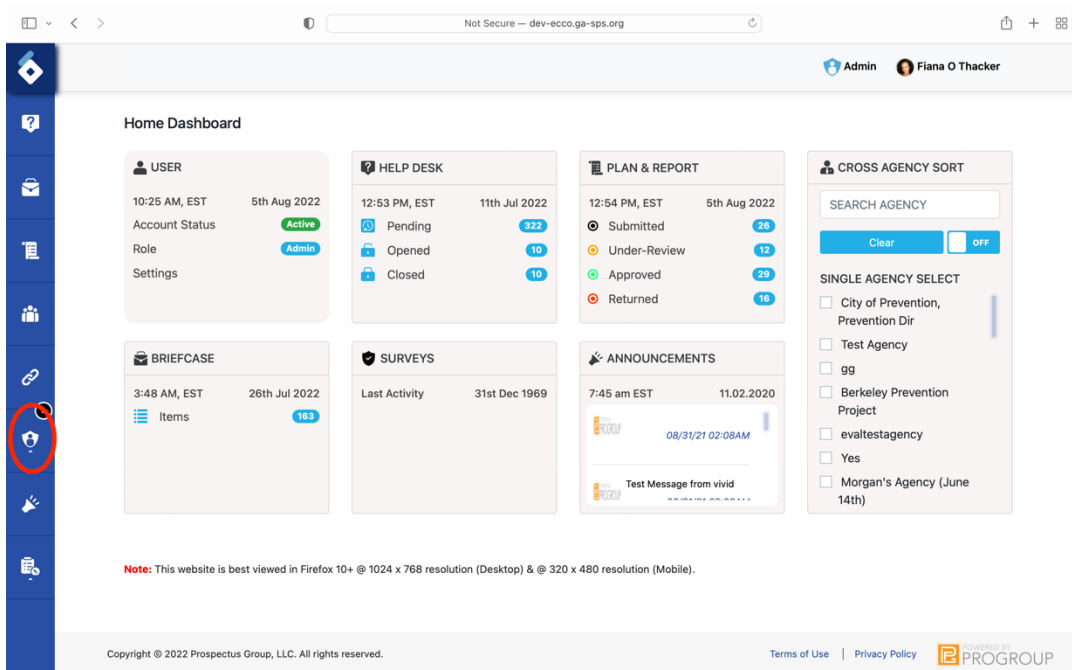 Not Secure — dev-ecco.ga-sps.org
Admin
Fiana O Thacker
Home Dashboard
USER
10:25 AM, EST 5th Aug 2022
Account Status Active
Role Admin
Settings
HELP DESK
12:53 PM, EST 11th Jul 2022
Pending 322
Opened 10
Closed 10
PLAN & REPORT
12:54 PM, EST 5th Aug 2022
Submitted 26
Under-Review 12
Approved 29
Returned 16
CROSS AGENCY SORT
SEARCH AGENCY
Clear OFF
SINGLE AGENCY SELECT
City of Prevention,
Prevention Dir
Test Agency
gg
Berkeley Prevention
Project
evaltestagency
Yes
Morgan's Agency (June
14th)
BRIEFCASE
3:48 AM, EST 26th Jul 2022
Items 163
SURVEYS
Last Activity 31st Dec 1969
ANNOUNCEMENTS
7:45 am EST 11.02.2020
PROGROUP
08/31/21 02:08AM
Test Message from vivid
PROGROUP
Note: This website is best viewed in Firefox 10+ @ 1024 x 768 resolution (Desktop) & @ 320 x 480 resolution (Mobile).
Copyright © 2022 Prospectus Group, LLC. All rights reserved.
Terms of Use | Privacy Policy
POWERED BY
PROGROUP